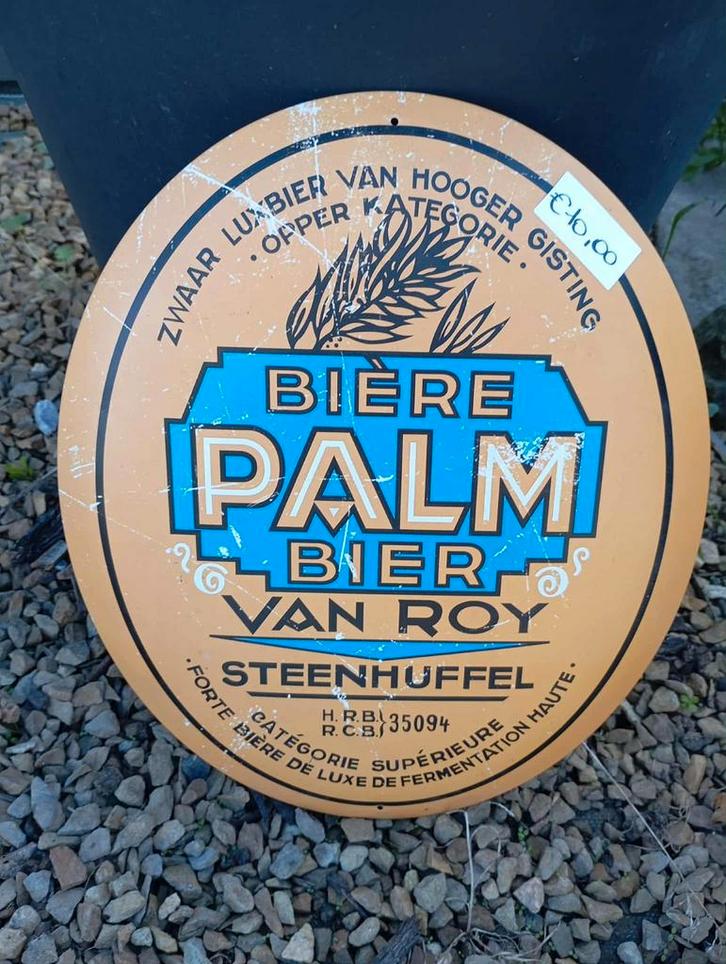 ZWAAR LUXBIER VAN HOOGER GISTING
· OPPER KATEGORIE ·
€10,00
BIÈRE
PALM
BIER
VAN ROY
STEENHUFFEL
H.R.B.
R.C.B.
35094
CATÉGORIE SUPÉRIEURE
· FORTE BIÈRE DE LUXE DE FERMENTATION HAUTE ·